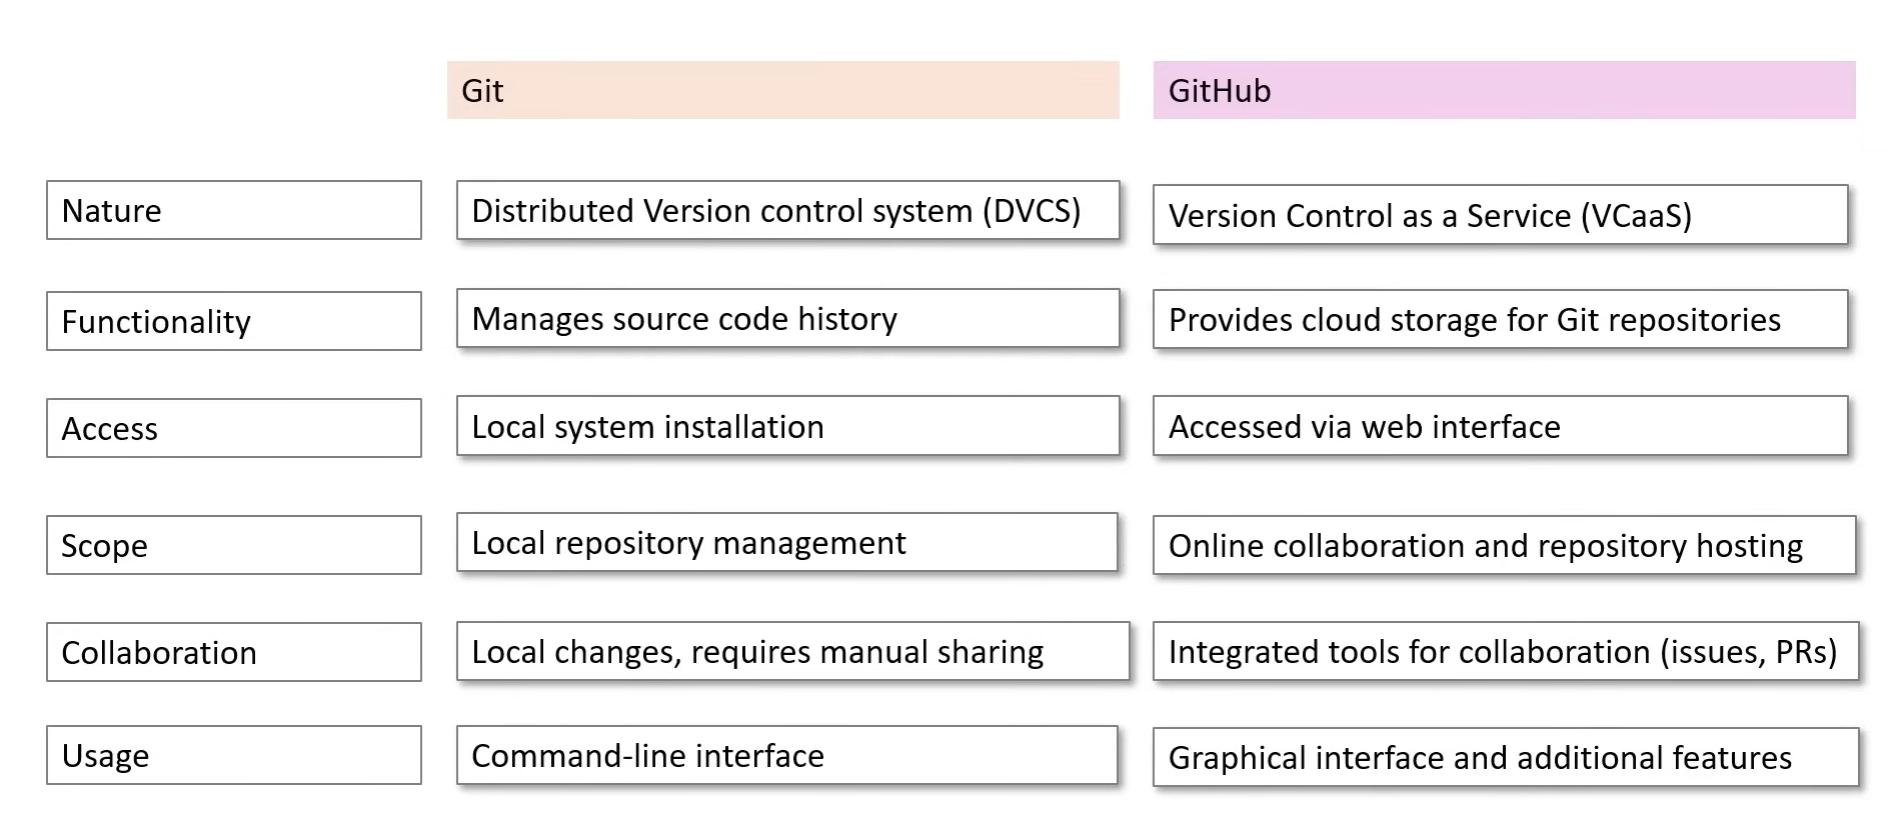 Git
GitHub
Nature
Distributed Version control system (DVCS)
Version Control as a Service (VCaaS)
Functionality
Manages source code history
Provides cloud storage for Git repositories
Access
Local system installation
Accessed via web interface
Scope
Local repository management
Online collaboration and repository hosting
Collaboration
Local changes, requires manual sharing
Integrated tools for collaboration (issues, PRs)
Usage
Command-line interface
Graphical interface and additional features